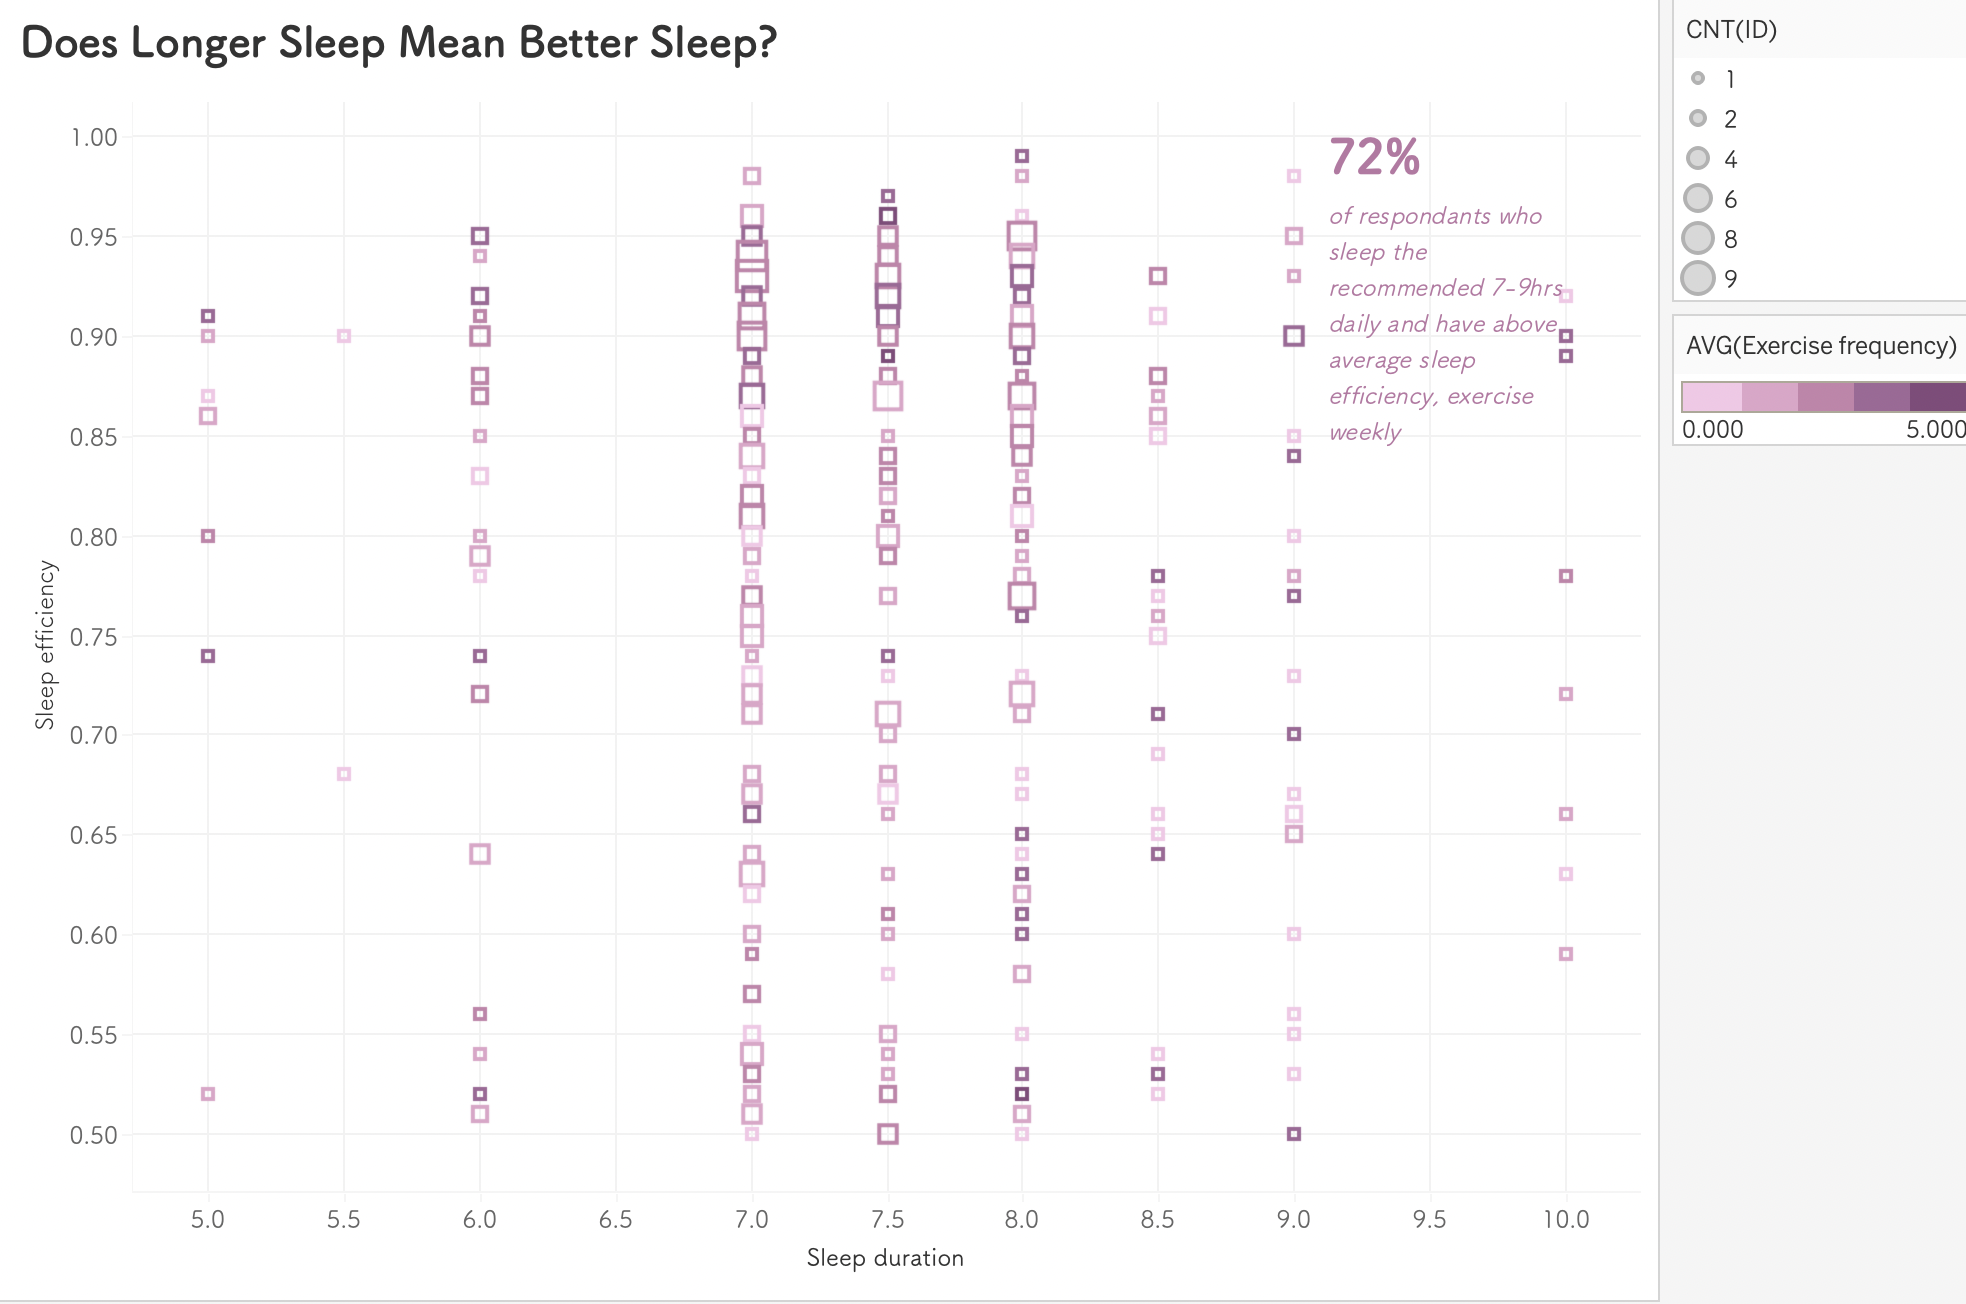 Does Longer Sleep Mean Better Sleep?
CNT(ID)
1
2
4
6
8
9
AVG(Exercise frequency)
0.000
5.000
72%
of respondants who
sleep the
recommended 7-9hrs
daily and have above
average sleep
efficiency, exercise
weekly
Sleep efficiency
1.00
0.95
0.90
0.85
0.80
0.75
0.70
0.65
0.60
0.55
0.50
5.0
5.5
6.0
6.5
7.0
7.5
8.0
8.5
9.0
9.5
10.0
Sleep duration